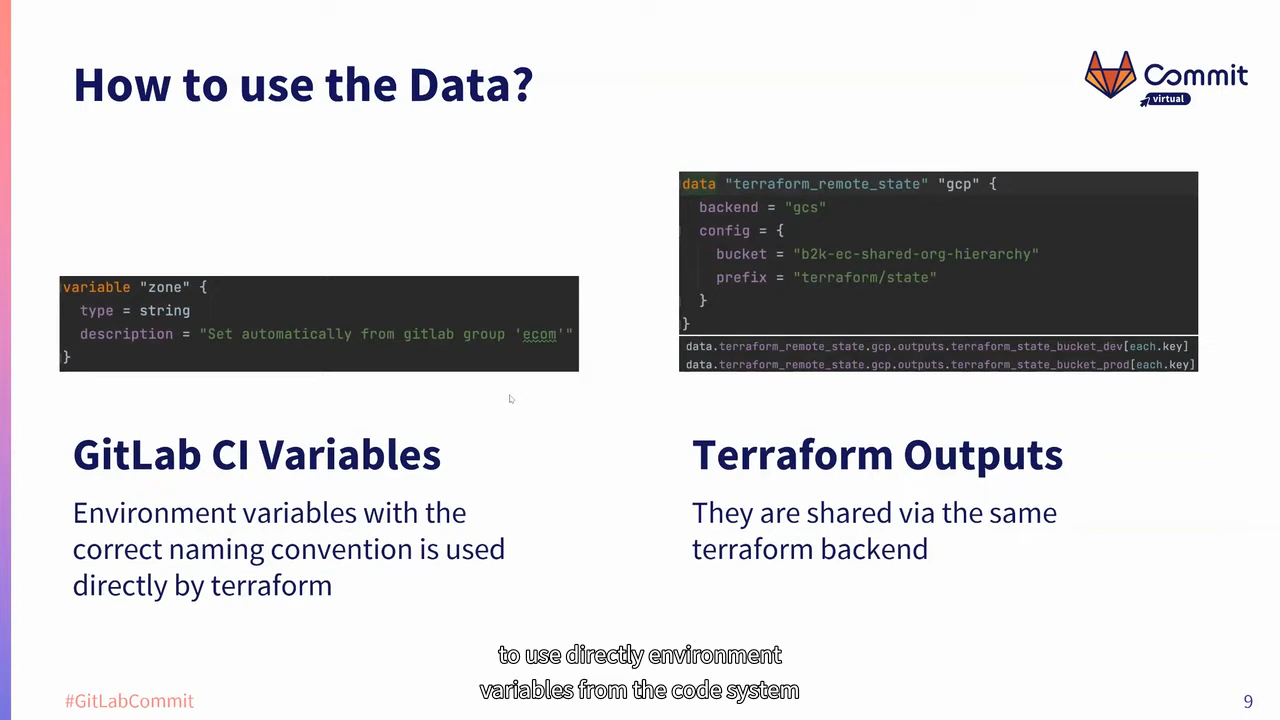 How to use the Data?
Commit
virtual
variable "zone" {
type = string
description = "Set automatically from gitlab group 'ecom'"
}
data "terraform_remote_state" "gcp" {
backend = "gcs"
config = {
bucket = "b2k-ec-shared-org-hierarchy"
prefix = "terraform/state"
}
}
data.terraform_remote_state.gcp.outputs.terraform_state_bucket_dev[each.key]
data.terraform_remote_state.gcp.outputs.terraform_state_bucket_prod[each.key]
GitLab CI Variables
Environment variables with the
correct naming convention is used
directly by terraform
Terraform Outputs
They are shared via the same
terraform backend
to use directly environment
variables from the code system
#GitLabCommit
9